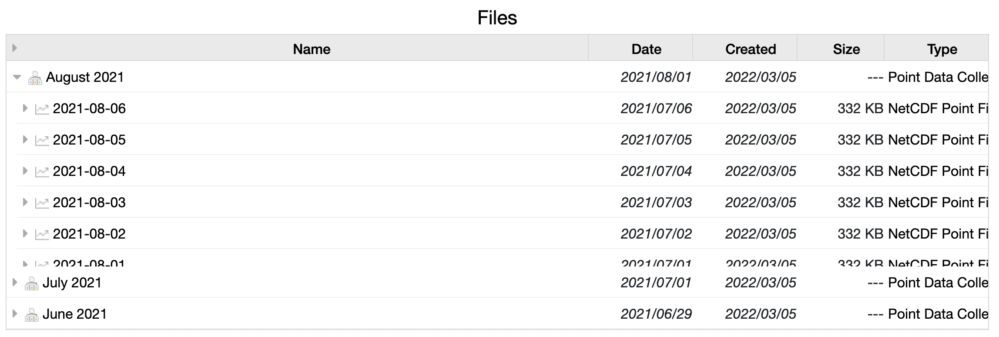 Files
Name Date Created Size Type
August 2021 2021/08/01 2022/03/05 --- Point Data Colle
2021-08-06 2021/07/06 2022/03/05 332 KB NetCDF Point Fi
2021-08-05 2021/07/05 2022/03/05 332 KB NetCDF Point Fi
2021-08-04 2021/07/04 2022/03/05 332 KB NetCDF Point Fi
2021-08-03 2021/07/03 2022/03/05 332 KB NetCDF Point Fi
2021-08-02 2021/07/02 2022/03/05 332 KB NetCDF Point Fi
2021-08-01 2021/07/01 2022/03/05 332 KB NetCDF Point Fi
July 2021 2021/07/01 2022/03/05 --- Point Data Colle
June 2021 2021/06/29 2022/03/05 --- Point Data Colle